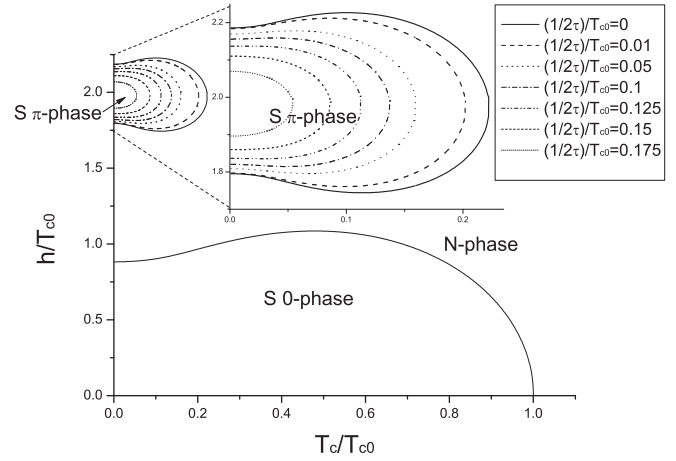 (1/2τ)/Tc0=0
(1/2τ)/Tc0=0.01
(1/2τ)/Tc0=0.05
(1/2τ)/Tc0=0.1
(1/2τ)/Tc0=0.125
(1/2τ)/Tc0=0.15
(1/2τ)/Tc0=0.175
2.2
2.0
1.8
S π-phase
0.0
0.1
0.2
S π-phase
2.0
1.5
1.0
0.5
0.0
h/Tc0
N-phase
S 0-phase
0.0
0.2
0.4
0.6
0.8
1.0
Tc/Tc0